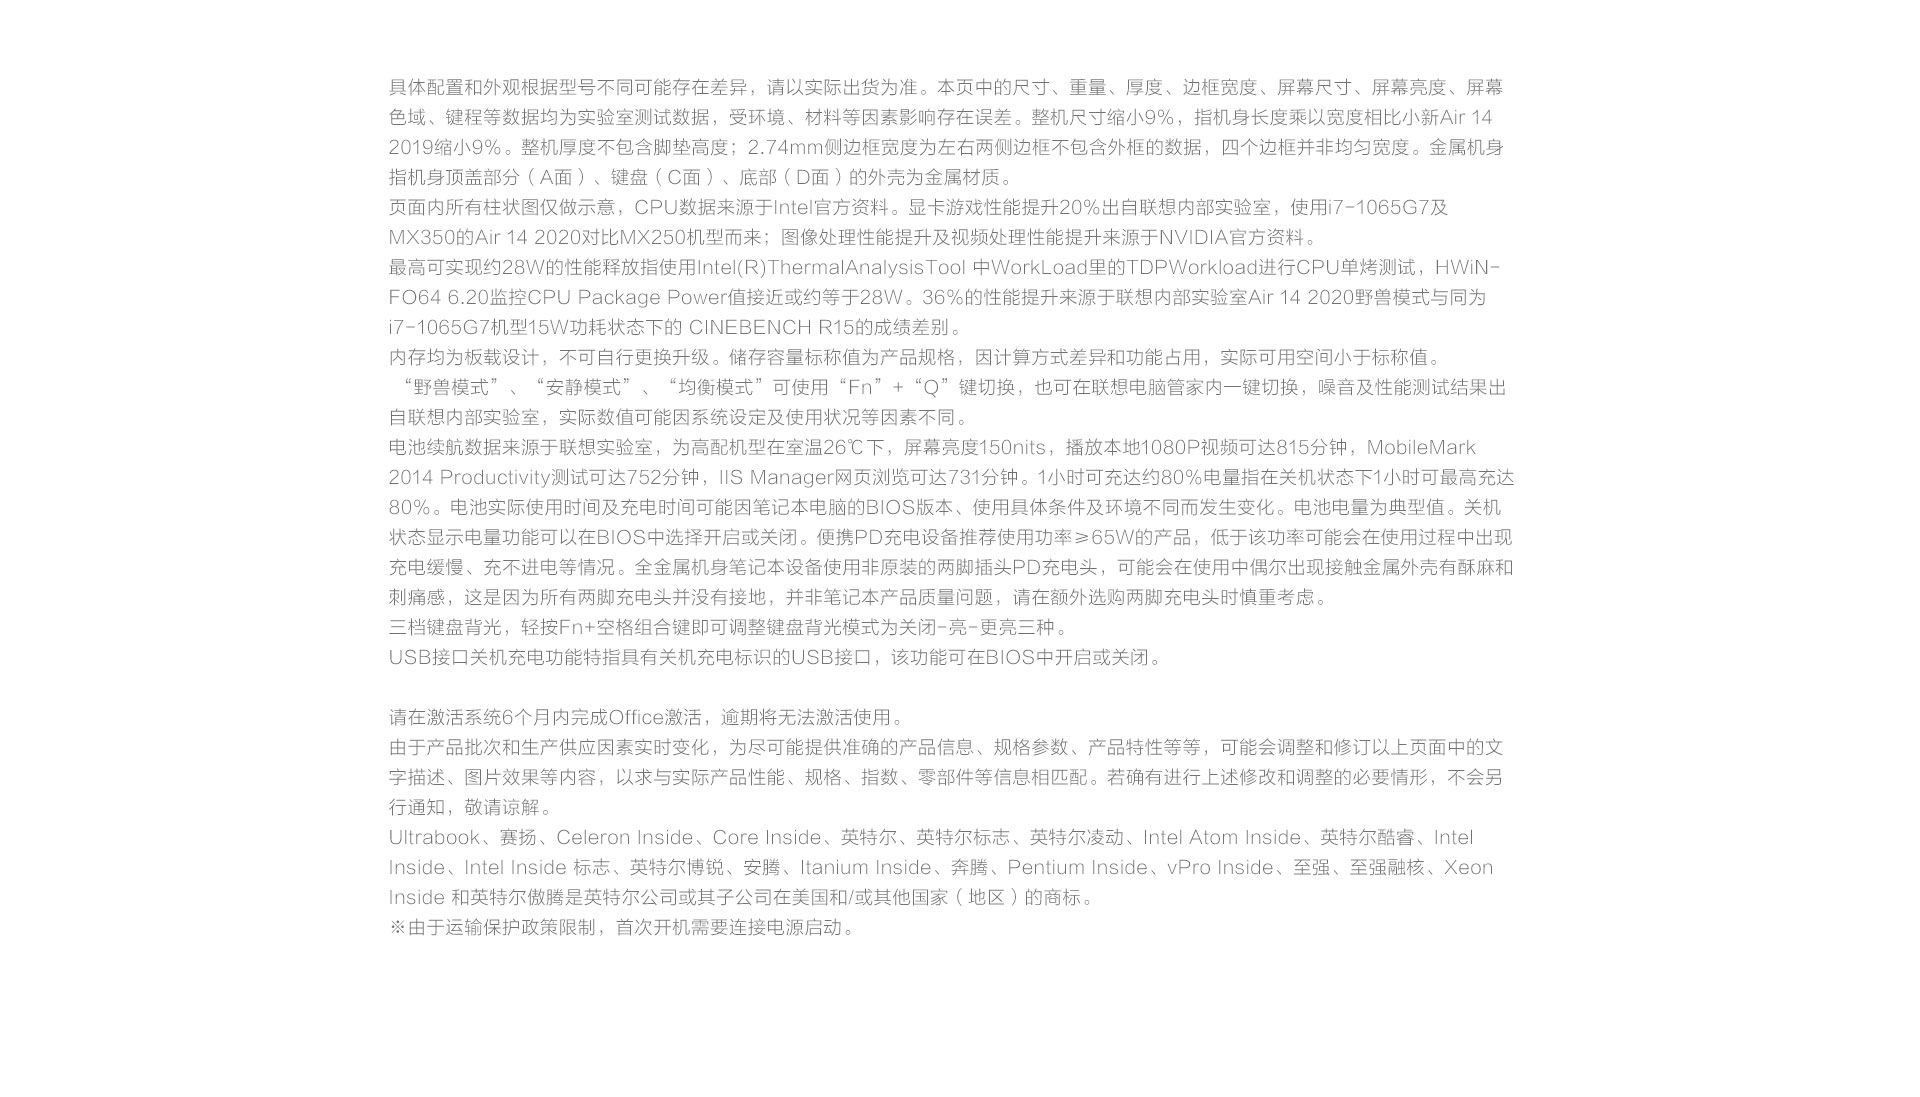 具体配置和外观根据型号不同可能存在差异，请以实际出货为准。本页中的尺寸、重量、厚度、边框宽度、屏幕尺寸、屏幕亮度、屏幕
色域、键程等数据均为实验室测试数据，受环境、材料等因素影响存在误差。整机尺寸缩小9%，指机身长度乘以宽度相比小新Air 14
2019缩小9%。整机厚度不包含脚垫高度；2.74mm侧边框宽度为左右两侧边框不包含外框的数据，四个边框并非均匀宽度。金属机身
指机身顶盖部分（A面）、键盘（C面）、底部（D面）的外壳为金属材质。
页面内所有柱状图仅做示意，CPU数据来源于Intel官方资料。显卡游戏性能提升20%出自联想内部实验室，使用i7-1065G7及
MX350的Air 14 2020对比MX250机型而来；图像处理性能提升及视频处理性能提升来源于NVIDIA官方资料。
最高可实现约28W的性能释放指使用Intel(R)ThermalAnalysisTool 中WorkLoad里的TDPWorkload进行CPU单烤测试，HWiN-
FO64 6.20监控CPU Package Power值接近或约等于28W。36%的性能提升来源于联想内部实验室Air 14 2020野兽模式与同为
i7-1065G7机型15W功耗状态下的 CINEBENCH R15的成绩差别。
内存均为板载设计，不可自行更换升级。储存容量标称值为产品规格，因计算方式差异和功能占用，实际可用空间小于标称值。
“野兽模式”、“安静模式”、“均衡模式”可使用“Fn”+“Q”键切换，也可在联想电脑管家内一键切换，噪音及性能测试结果出
自联想内部实验室，实际数值可能因系统设定及使用状况等因素不同。
电池续航数据来源于联想实验室，为高配机型在室温26℃下，屏幕亮度150nits，播放本地1080P视频可达815分钟，MobileMark
2014 Productivity测试可达752分钟，IIS Manager网页浏览可达731分钟。1小时可充达约80%电量指在关机状态下1小时可最高充达
80%。电池实际使用时间及充电时间可能因笔记本电脑的BIOS版本、使用具体条件及环境不同而发生变化。电池电量为典型值。关机
状态显示电量功能可以在BIOS中选择开启或关闭。便携PD充电设备推荐使用功率≥65W的产品，低于该功率可能会在使用过程中出现
充电缓慢、充不进电等情况。全金属机身笔记本设备使用非原装的两脚插头PD充电头，可能会在使用中偶尔出现接触金属外壳有酥麻和
刺痛感，这是因为所有两脚充电头并没有接地，并非笔记本产品质量问题，请在额外选购两脚充电头时慎重考虑。
三档键盘背光，轻按Fn+空格组合键即可调整键盘背光模式为关闭-亮-更亮三种。
USB接口关机充电功能特指具有关机充电标识的USB接口，该功能可在BIOS中开启或关闭。
请在激活系统6个月内完成Office激活，逾期将无法激活使用。
由于产品批次和生产供应因素实时变化，为尽可能提供准确的产品信息、规格参数、产品特性等等，可能会调整和修订以上页面中的文
字描述、图片效果等内容，以求与实际产品性能、规格、指数、零部件等信息相匹配。若确有进行上述修改和调整的必要情形，不会另
行通知，敬请谅解。
Ultrabook、赛扬、Celeron Inside、Core Inside、英特尔、英特尔标志、英特尔凌动、Intel Atom Inside、英特尔酷睿、Intel
Inside、Intel Inside 标志、英特尔博锐、安腾、Itanium Inside、奔腾、Pentium Inside、vPro Inside、至强、至强融核、Xeon
Inside 和英特尔傲腾是英特尔公司或其子公司在美国和/或其他国家（地区）的商标。
※由于运输保护政策限制，首次开机需要连接电源启动。